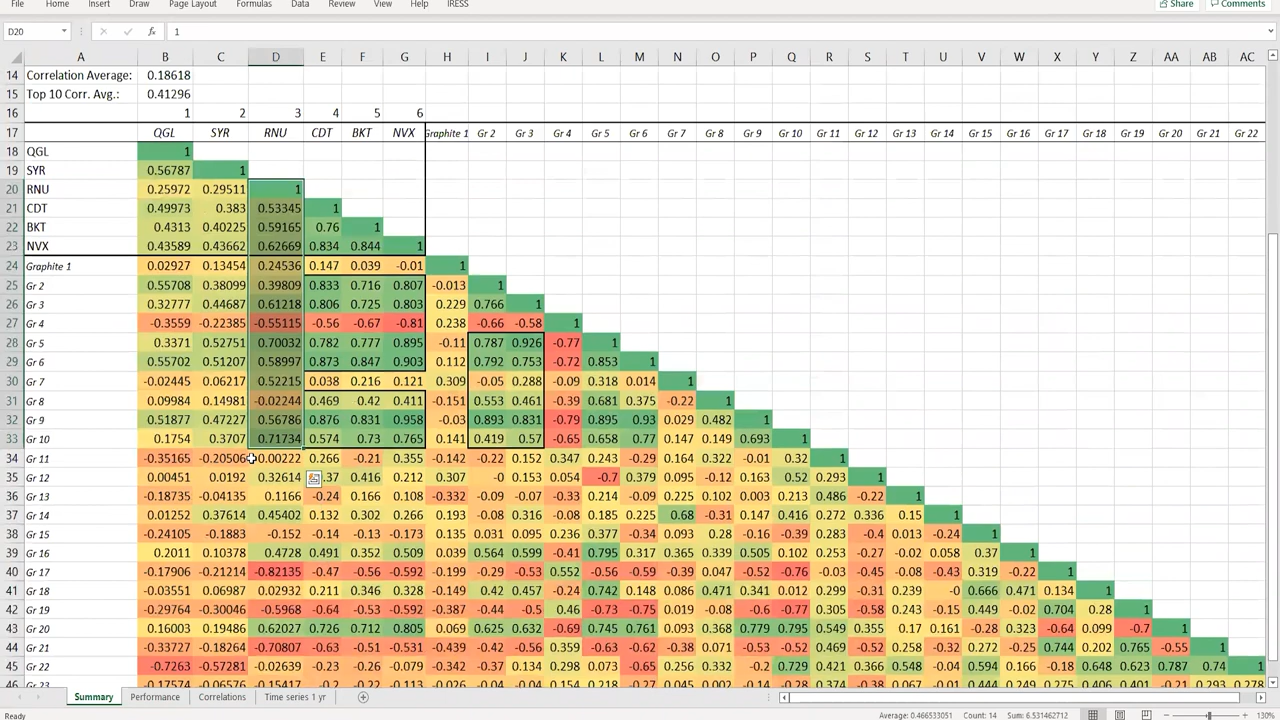 File Home Insert Draw Page Layout Formulas Data Review View Help IRESS Share Comments
D20 fx 1
A B C D E F G H I J K L M N O P Q R S T U V W X Y Z AA AB AC
14 Correlation Average: 0.18618
15 Top 10 Corr. Avg.: 0.41296
16 1 2 3 4 5 6
17 QGL SYR RNU CDT BKT NVX Graphite 1 Gr 2 Gr 3 Gr 4 Gr 5 Gr 6 Gr 7 Gr 8 Gr 9 Gr 10 Gr 11 Gr 12 Gr 13 Gr 14 Gr 15 Gr 16 Gr 17 Gr 18 Gr 19 Gr 20 Gr 21 Gr 22
18 QGL 1
19 SYR 0.56787 1
20 RNU 0.25972 0.29511 1
21 CDT 0.49973 0.383 0.53345 1
22 BKT 0.4313 0.40225 0.59165 0.76 1
23 NVX 0.43589 0.43662 0.62669 0.834 0.844 1
24 Graphite 1 0.02927 0.13454 0.24536 0.147 0.039 -0.01 1
25 Gr 2 0.55708 0.38099 0.39809 0.833 0.716 0.807 -0.013 1
26 Gr 3 0.32777 0.44687 0.61218 0.806 0.725 0.803 0.229 0.766 1
27 Gr 4 -0.3559 -0.22385 -0.55115 -0.56 -0.67 -0.81 0.238 -0.66 -0.58 1
28 Gr 5 0.3371 0.52751 0.70032 0.782 0.777 0.895 -0.11 0.787 0.926 -0.77 1
29 Gr 6 0.55702 0.51207 0.58997 0.873 0.847 0.903 0.112 0.792 0.753 -0.72 0.853 1
30 Gr 7 -0.02445 0.06217 0.52215 0.038 0.216 0.121 0.309 -0.05 0.288 -0.09 0.318 0.014 1
31 Gr 8 0.09984 0.14981 -0.02244 0.469 0.42 0.411 -0.151 0.553 0.461 -0.39 0.681 0.375 -0.22 1
32 Gr 9 0.51877 0.47227 0.56786 0.876 0.831 0.958 -0.03 0.893 0.831 -0.79 0.895 0.93 0.029 0.482 1
33 Gr 10 0.1754 0.3707 0.71734 0.574 0.73 0.765 0.141 0.419 0.57 -0.65 0.658 0.77 0.147 0.149 0.693 1
34 Gr 11 -0.35165 -0.20506 0.00222 0.266 -0.21 0.355 -0.142 -0.22 0.152 0.347 0.243 -0.29 0.164 0.322 -0.01 0.32 1
35 Gr 12 0.00451 0.0192 0.32614 .37 0.416 0.212 0.307 -0 0.153 0.054 -0.7 0.379 0.095 -0.12 0.163 0.52 0.293 1
36 Gr 13 -0.18735 -0.04135 0.1166 -0.24 0.166 0.108 -0.332 -0.09 -0.07 -0.33 0.214 -0.09 0.225 0.102 0.003 0.213 0.486 -0.22 1
37 Gr 14 0.01252 0.37614 0.45402 0.132 0.302 0.266 0.193 -0.08 0.316 -0.08 0.185 0.225 0.68 -0.31 0.147 0.416 0.272 0.336 0.15 1
38 Gr 15 -0.24105 -0.1883 -0.155 -0.14 -0.13 -0.173 0.135 0.031 0.095 0.236 0.377 -0.34 0.093 0.28 -0.16 -0.39 0.283 -0.4 0.013 -0.24 1
39 Gr 16 0.2011 0.10378 0.4728 0.491 0.352 0.509 0.039 0.564 0.599 -0.41 0.795 0.317 0.365 0.339 0.505 0.102 0.253 -0.27 -0.02 0.058 0.37 1
40 Gr 17 -0.17906 -0.21214 -0.82135 -0.47 -0.56 -0.592 -0.199 -0.29 -0.53 0.552 -0.56 -0.59 -0.39 0.047 -0.52 -0.76 -0.03 -0.45 -0.08 -0.43 0.319 -0.22 1
41 Gr 18 -0.03551 0.06987 0.02932 0.211 0.346 0.328 -0.149 0.42 0.457 -0.24 0.742 0.148 0.086 0.471 0.341 0.012 0.299 -0.31 0.239 -0 0.666 0.471 0.134 1
42 Gr 19 -0.29764 -0.30046 -0.5968 -0.64 -0.53 -0.592 -0.387 -0.44 -0.5 0.46 -0.73 -0.75 0.019 -0.08 -0.6 -0.77 0.305 -0.58 0.243 -0.15 0.449 -0.02 0.704 0.28 1
43 Gr 20 0.16003 0.19486 0.62027 0.726 0.712 0.805 0.069 0.625 0.632 -0.69 0.745 0.761 0.093 0.368 0.779 0.795 0.549 0.355 0.17 0.161 -0.28 0.323 -0.64 0.099 -0.7 1
44 Gr 21 -0.33727 -0.18264 -0.70807 -0.63 -0.51 -0.531 -0.443 -0.46 -0.42 0.359 -0.63 -0.62 -0.38 0.071 -0.53 -0.52 0.469 -0.52 0.258 -0.32 0.272 -0.25 0.744 0.202 0.765 -0.55 1
45 Gr 22 -0.7263 -0.57281 -0.02639 -0.23 -0.26 -0.079 -0.342 -0.37 0.134 0.298 0.073 -0.65 0.256 0.332 -0.2 0.729 0.421 0.366 0.548 -0.04 0.594 0.166 -0.18 0.648 0.623 0.787 0.74 1
Summary Performance Correlations Time series 1 yr
Ready Average: 0.466533051 Count: 14 Sum: 6.531462712 130%